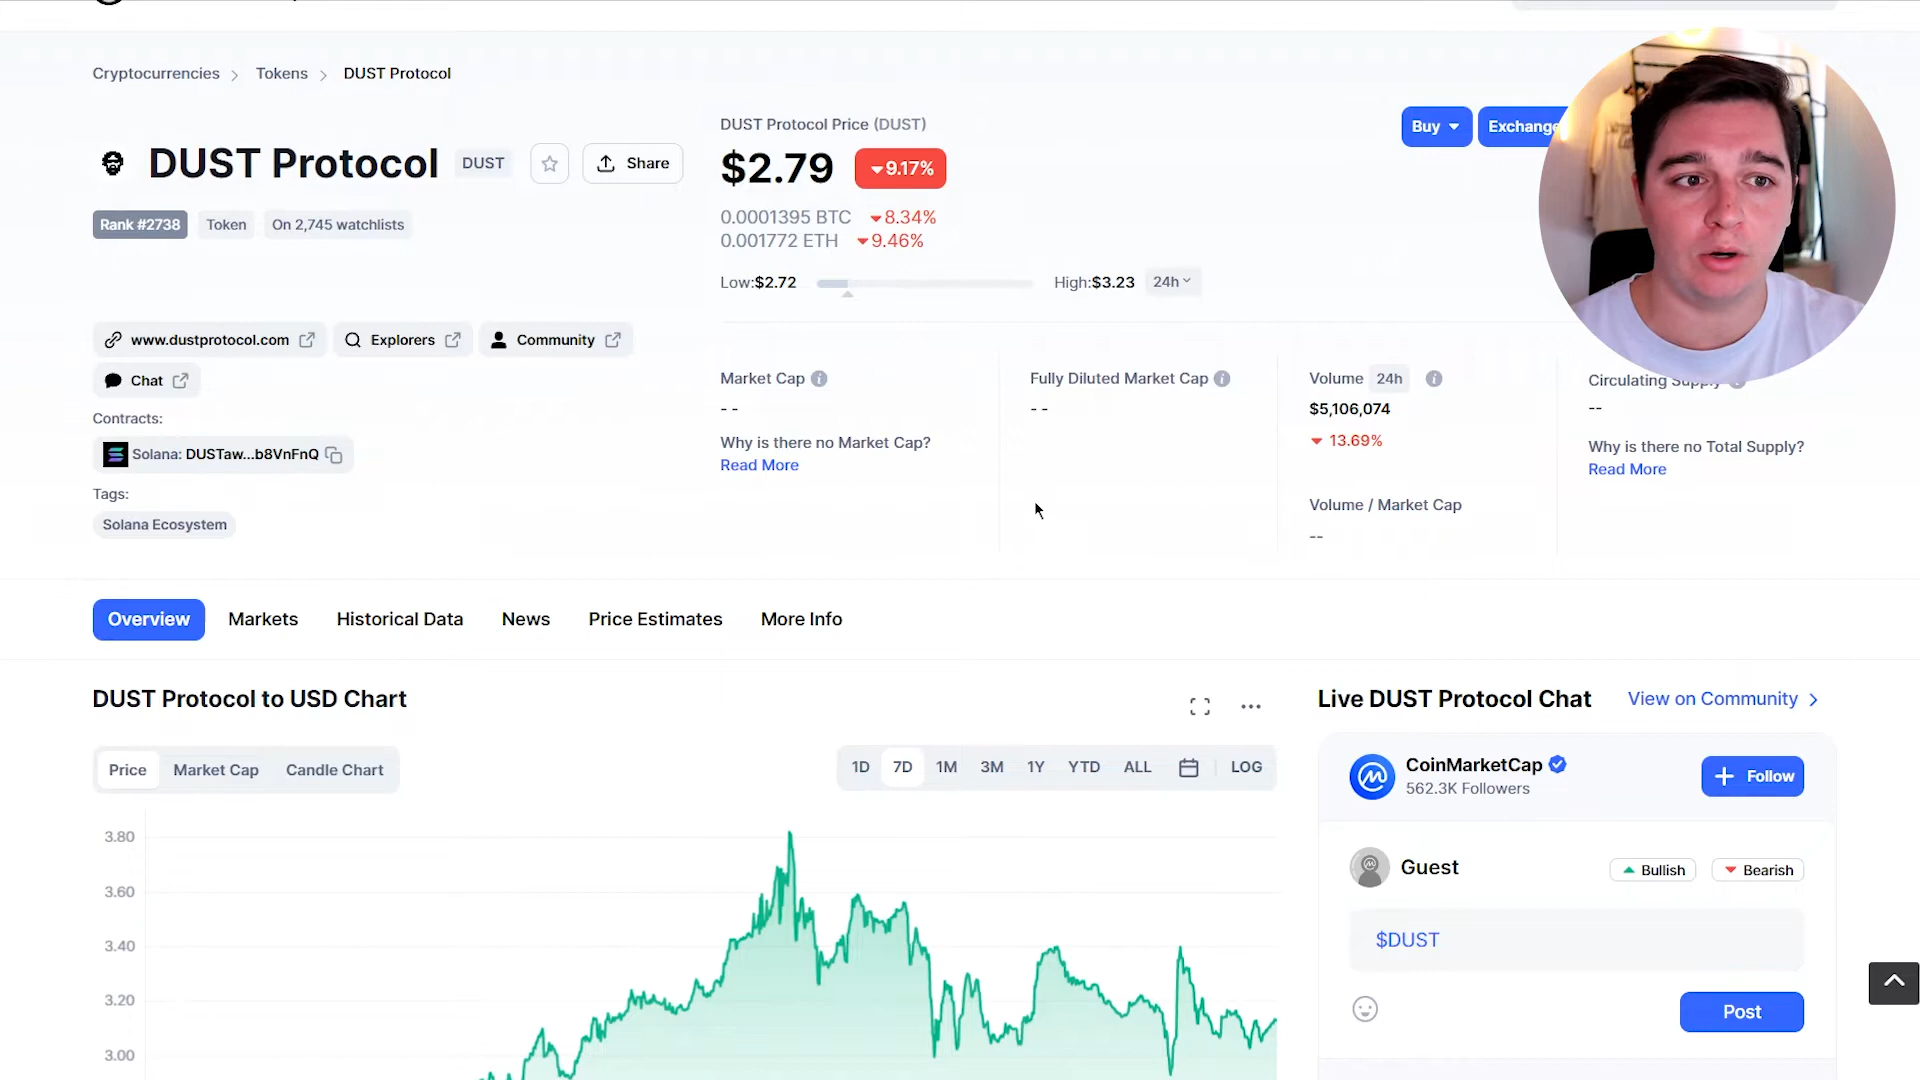 Cryptocurrencies > Tokens > DUST Protocol
DUST Protocol DUST Share
Rank #2738 Token On 2,745 watchlists
www.dustprotocol.com Explorers Community
Chat
Contracts:
Solana: DUSTaw...b8VnFnQ
Tags:
Solana Ecosystem
DUST Protocol Price (DUST)
$2.79 9.17%
0.0001395 BTC 8.34%
0.001772 ETH 9.46%
Low:$2.72 High:$3.23 24h
Buy Exchange
Market Cap
- -
Why is there no Market Cap?
Read More
Fully Diluted Market Cap
- -
Volume 24h
$5,106,074
13.69%
Volume / Market Cap
--
Circulating Supply
--
Why is there no Total Supply?
Read More
Overview Markets Historical Data News Price Estimates More Info
DUST Protocol to USD Chart
Price Market Cap Candle Chart
1D 7D 1M 3M 1Y YTD ALL LOG
3.80
3.60
3.40
3.20
3.00
Live DUST Protocol Chat View on Community >
CoinMarketCap
562.3K Followers
+ Follow
Guest Bullish Bearish
$DUST
Post